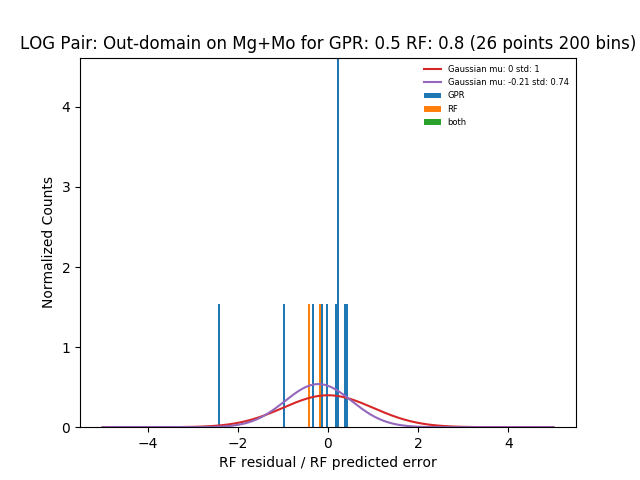 LOG Pair: Out-domain on Mg+Mo for GPR: 0.5 RF: 0.8 (26 points 200 bins)
Gaussian mu: 0 std: 1
Gaussian mu: -0.21 std: 0.74
GPR
RF
both
Normalized Counts
4
3
2
1
0
−4
−2
0
2
4
RF residual / RF predicted error